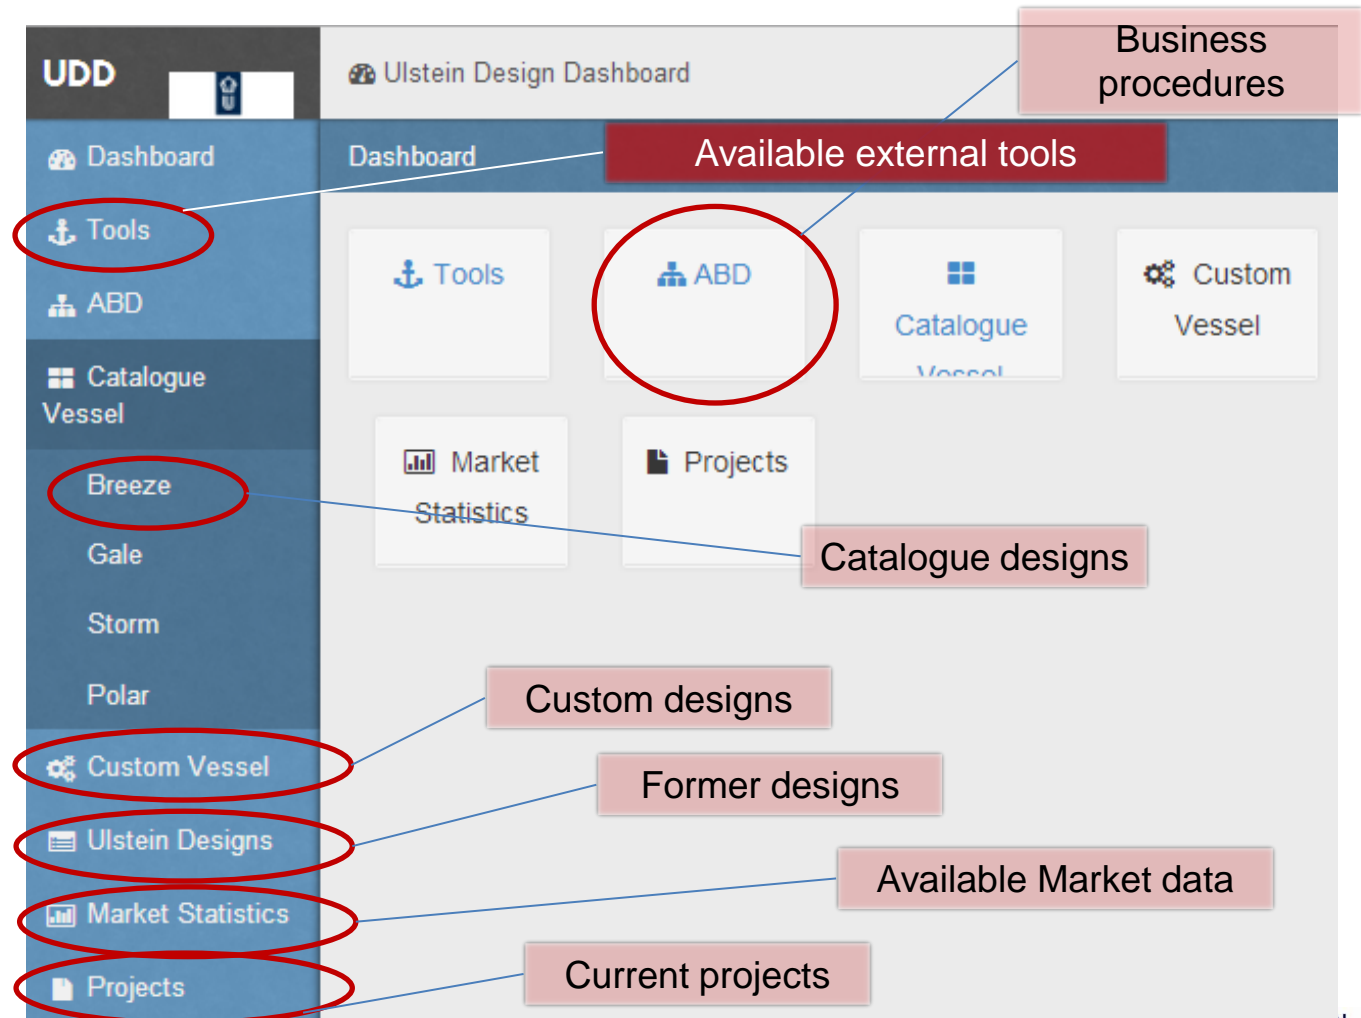 Business
procedures
UDD
Ulstein Design Dashboard
Dashboard
Dashboard
Available external tools
Tools
ABD
Catalogue
Vessel
Breeze
Gale
Storm
Polar
Custom Vessel
Ulstein Designs
Market Statistics
Projects
Tools
ABD
Catalogue
Vessel
Custom
Vessel
Market
Statistics
Projects
Catalogue designs
Custom designs
Former designs
Available Market data
Current projects